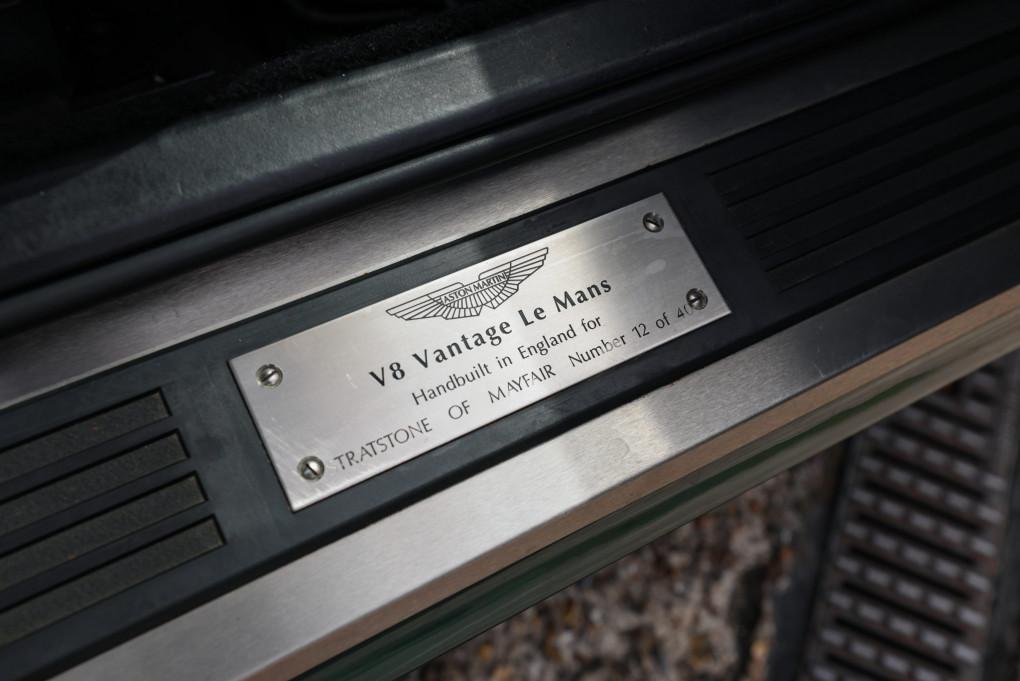 ASTON MARTIN
V8 Vantage Le Mans
Handbuilt in England for
TRATSTONE OF MAYFAIR Number 12 of 40